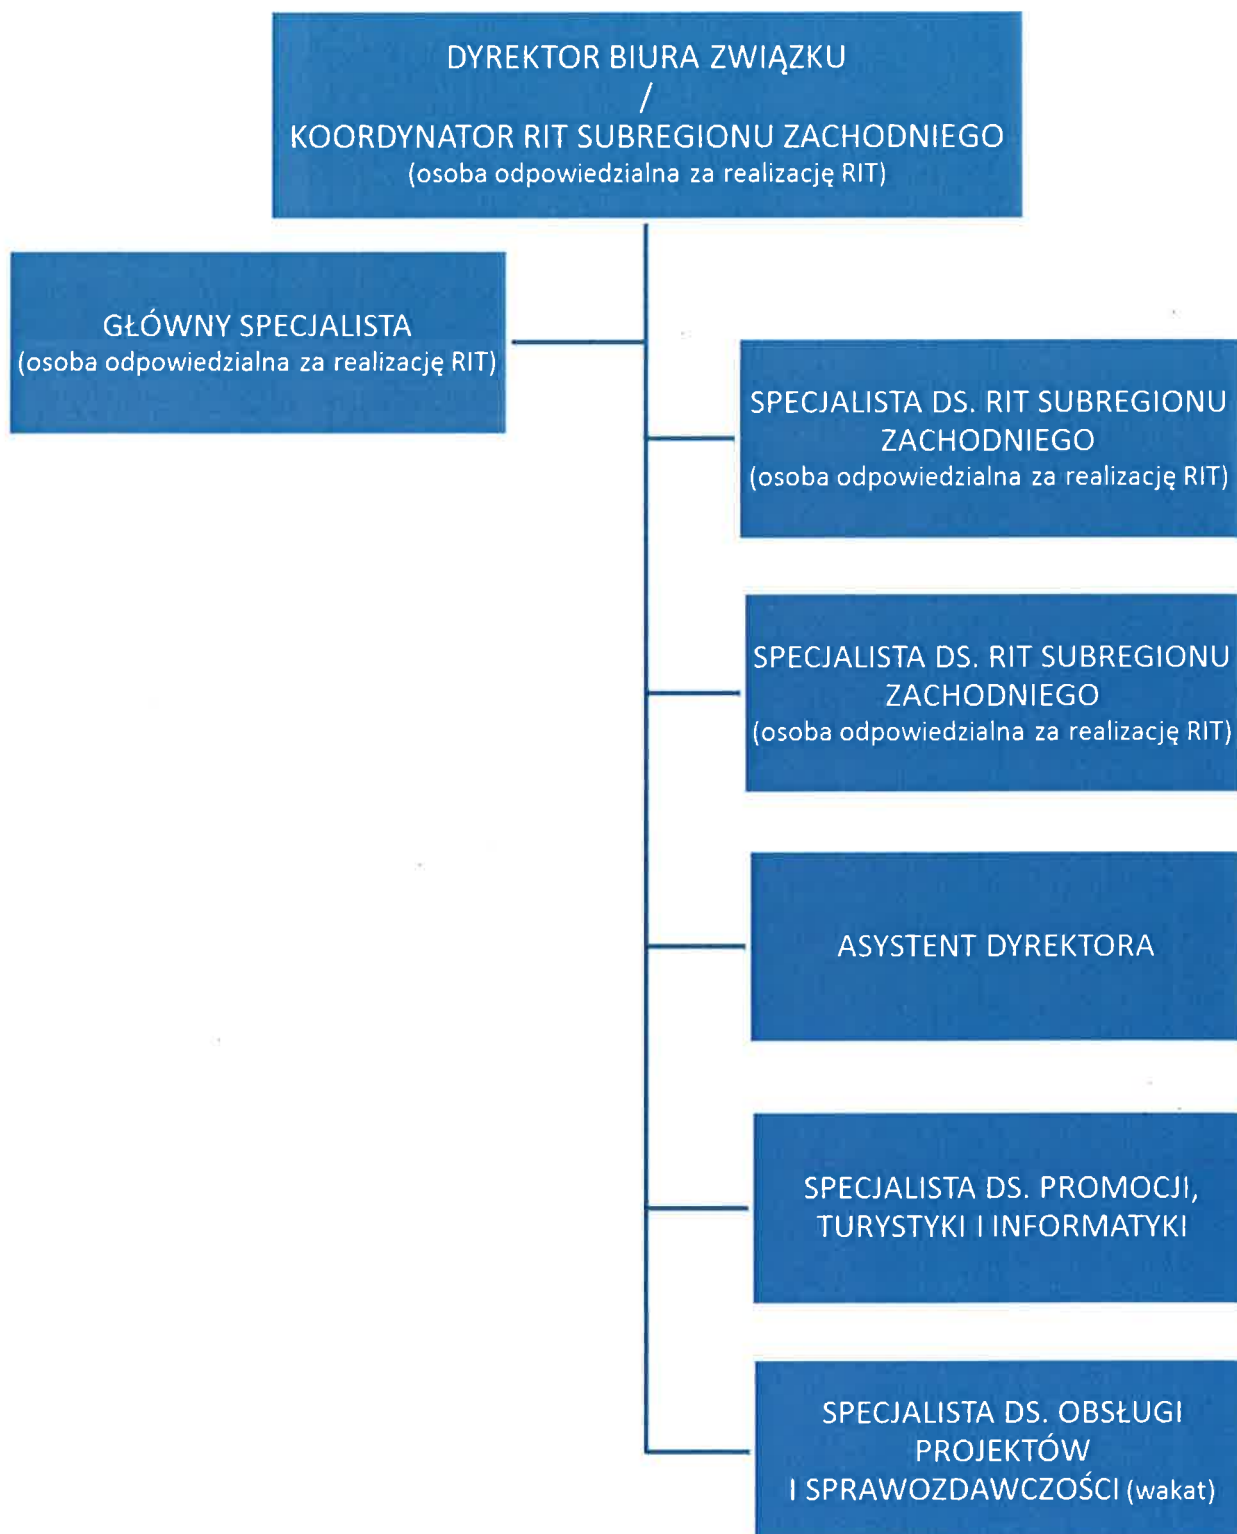 DYREKTOR BIURA ZWIĄZKU
/
KOORDYNATOR RIT SUBREGIONU ZACHODNIEGO
(osoba odpowiedzialna za realizację RIT)
GŁÓWNY SPECJALISTA
(osoba odpowiedzialna za realizację RIT)
SPECJALISTA DS. RIT SUBREGIONU
ZACHODNIEGO
(osoba odpowiedzialna za realizację RIT)
SPECJALISTA DS. RIT SUBREGIONU
ZACHODNIEGO
(osoba odpowiedzialna za realizację RIT)
ASYSTENT DYREKTORA
SPECJALISTA DS. PROMOCJI,
TURYSTYKI I INFORMATYKI
SPECJALISTA DS. OBSŁUGI
PROJEKTÓW
I SPRAWOZDAWCZOŚCI (wakat)